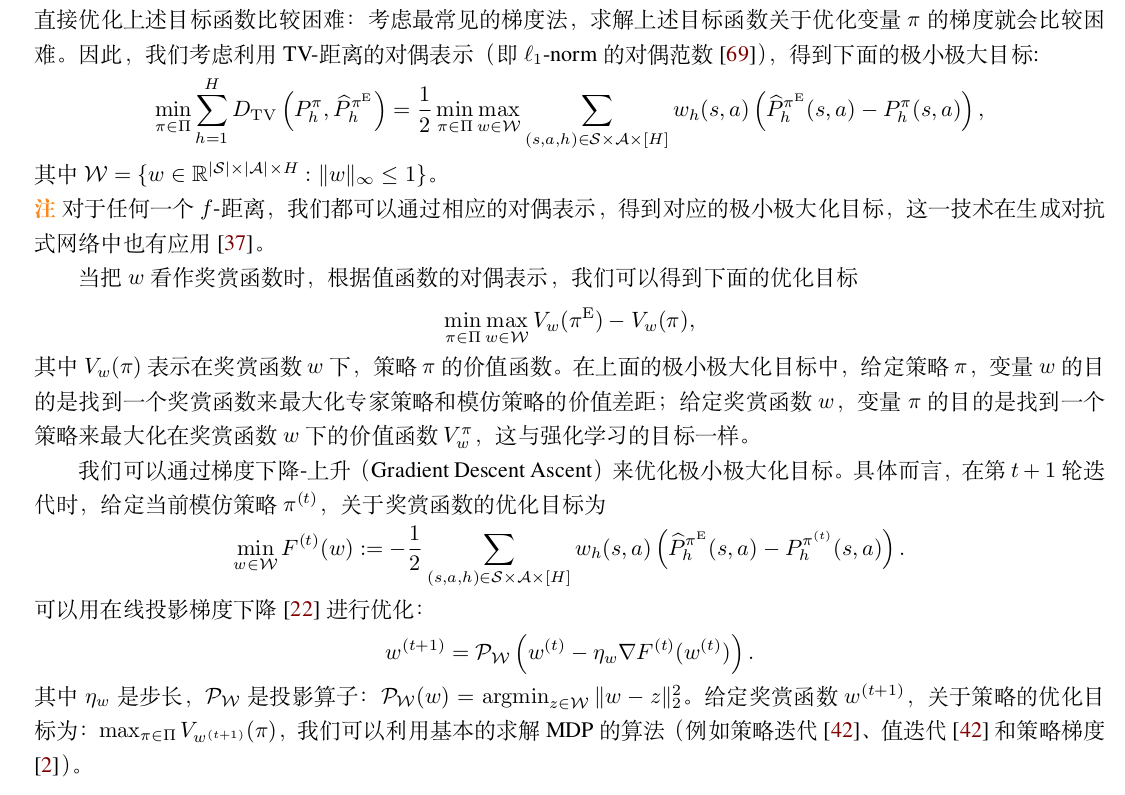 直接优化上述目标函数比较困难：考虑最常见的梯度法，求解上述目标函数关于优化变量 π 的梯度就会比较困
难。因此，我们考虑利用 TV-距离的对偶表示（即 ℓ₁-norm 的对偶范数 [69]），得到下面的极小极大目标:
$$\min_{\pi\in\Pi}\sum_{h=1}^{H} D_{\mathrm{TV}}\left(P_h^{\pi},\widehat{P}_h^{\pi^{\mathrm{E}}}\right)=\frac{1}{2}\min_{\pi\in\Pi}\max_{w\in\mathcal{W}}\sum_{(s,a,h)\in\mathcal{S}\times\mathcal{A}\times[H]} w_h(s,a)\left(\widehat{P}_h^{\pi^{\mathrm{E}}}(s,a)-P_h^{\pi}(s,a)\right),$$
其中 $\mathcal{W}=\{w\in\mathbb{R}^{|\mathcal{S}|\times|\mathcal{A}|\times H}:\|w\|_\infty\leq 1\}$。
注 对于任何一个 f-距离，我们都可以通过相应的对偶表示，得到对应的极小极大化目标，这一技术在生成对抗
式网络中也有应用 [37]。
当把 w 看作奖赏函数时，根据值函数的对偶表示，我们可以得到下面的优化目标
$$\min_{\pi\in\Pi}\max_{w\in\mathcal{W}} V_w(\pi^{\mathrm{E}})-V_w(\pi),$$
其中 $V_w(\pi)$ 表示在奖赏函数 w 下，策略 π 的价值函数。在上面的极小极大化目标中，给定策略 π，变量 w 的目
的是找到一个奖赏函数来最大化专家策略和模仿策略的价值差距；给定奖赏函数 w，变量 π 的目的是找到一个
策略来最大化在奖赏函数 w 下的价值函数 $V_w^{\pi}$，这与强化学习的目标一样。
我们可以通过梯度下降-上升（Gradient Descent Ascent）来优化极小极大化目标。具体而言，在第 t + 1 轮迭
代时，给定当前模仿策略 $\pi^{(t)}$，关于奖赏函数的优化目标为
$$\min_{w\in\mathcal{W}} F^{(t)}(w):=-\frac{1}{2}\sum_{(s,a,h)\in\mathcal{S}\times\mathcal{A}\times[H]} w_h(s,a)\left(\widehat{P}_h^{\pi^{\mathrm{E}}}(s,a)-P_h^{\pi^{(t)}}(s,a)\right).$$
可以用在线投影梯度下降 [22] 进行优化：
$$w^{(t+1)}=\mathcal{P}_{\mathcal{W}}\left(w^{(t)}-\eta_w\nabla F^{(t)}(w^{(t)})\right).$$
其中 $\eta_w$ 是步长，$\mathcal{P}_{\mathcal{W}}$ 是投影算子：$\mathcal{P}_{\mathcal{W}}(w)=\operatorname{argmin}_{z\in\mathcal{W}}\|w-z\|_2^2$。给定奖赏函数 $w^{(t+1)}$，关于策略的优化目
标为：$\max_{\pi\in\Pi} V_{w^{(t+1)}}(\pi)$，我们可以利用基本的求解 MDP 的算法（例如策略迭代 [42]、值迭代 [42] 和策略梯度
[2]）。